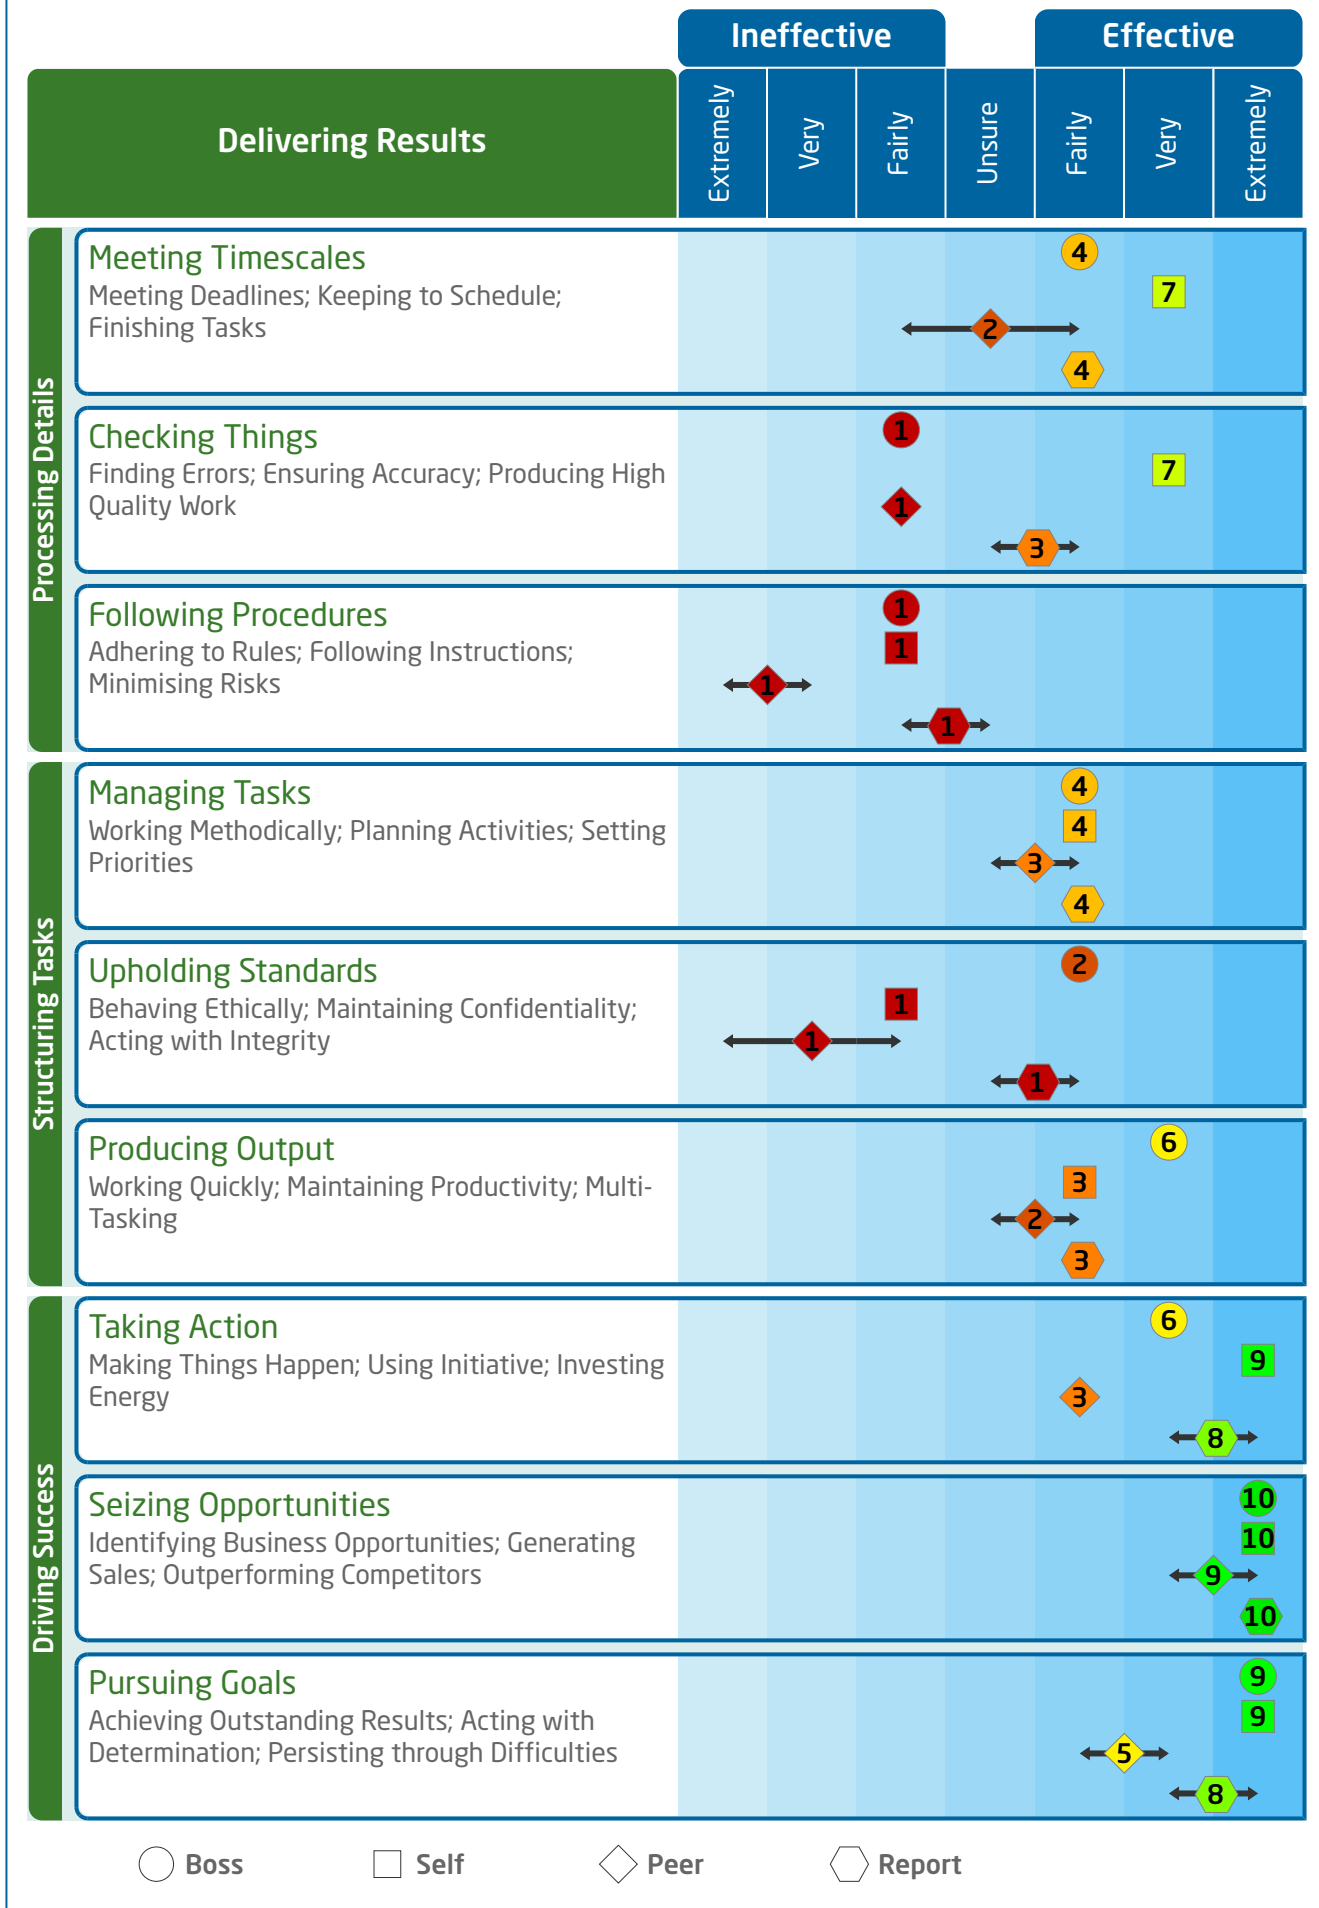 Ineffective
Effective
Delivering Results
Extremely
Very
Fairly
Unsure
Fairly
Very
Extremely
Processing Details
Meeting Timescales
Meeting Deadlines; Keeping to Schedule;
Finishing Tasks
4
7
2
4
Checking Things
Finding Errors; Ensuring Accuracy; Producing High
Quality Work
1
7
1
3
Following Procedures
Adhering to Rules; Following Instructions;
Minimising Risks
1
1
1
1
Structuring Tasks
Managing Tasks
Working Methodically; Planning Activities; Setting
Priorities
4
4
3
4
Upholding Standards
Behaving Ethically; Maintaining Confidentiality;
Acting with Integrity
2
1
1
1
Producing Output
Working Quickly; Maintaining Productivity; Multi-
Tasking
6
3
2
3
Driving Success
Taking Action
Making Things Happen; Using Initiative; Investing
Energy
6
9
3
8
Seizing Opportunities
Identifying Business Opportunities; Generating
Sales; Outperforming Competitors
10
10
9
10
Pursuing Goals
Achieving Outstanding Results; Acting with
Determination; Persisting through Difficulties
9
9
5
8
Boss
Self
Peer
Report